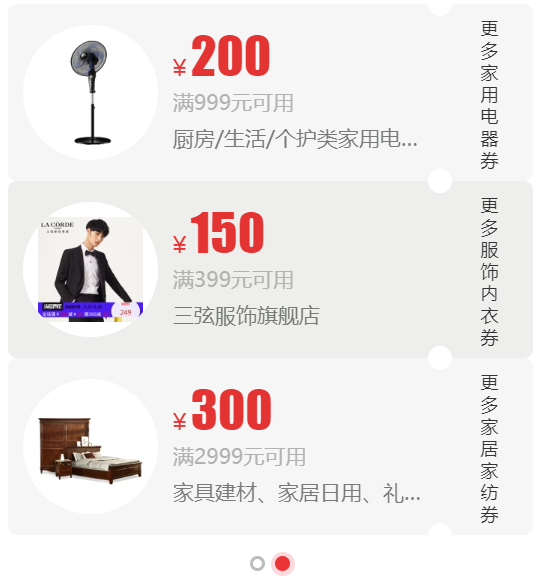 ¥200
满999元可用
厨房/生活/个护类家用电...
更多家用电器券
LA CORDE
¥150
满399元可用
三弦服饰旗舰店
249
更多服饰内衣券
¥300
满2999元可用
家具建材、家居日用、礼...
更多家居家纺券